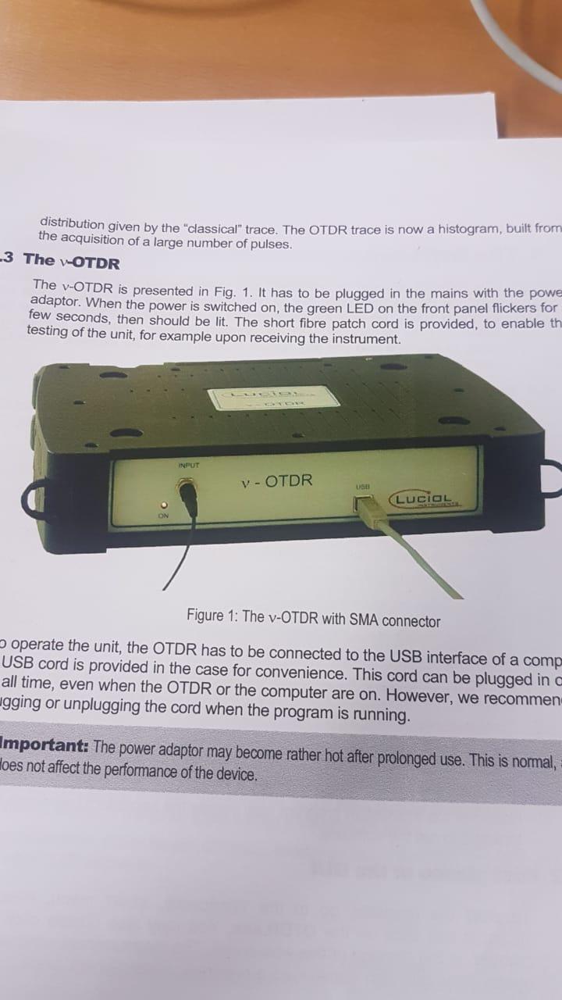 distribution given by the “classical” trace. The OTDR trace is now a histogram, built from
the acquisition of a large number of pulses.
.3 The ν-OTDR
The ν-OTDR is presented in Fig. 1. It has to be plugged in the mains with the powe
adaptor. When the power is switched on, the green LED on the front panel flickers for
few seconds, then should be lit. The short fibre patch cord is provided, to enable th
testing of the unit, for example upon receiving the instrument.
LUCIOL
ν-OTDR
INPUT
ν - OTDR
USB
LUCIOL
INSTRUMENTS
ON
Figure 1: The ν-OTDR with SMA connector
o operate the unit, the OTDR has to be connected to the USB interface of a comp
USB cord is provided in the case for convenience. This cord can be plugged in o
all time, even when the OTDR or the computer are on. However, we recommen
gging or unplugging the cord when the program is running.
Important: The power adaptor may become rather hot after prolonged use. This is normal,
does not affect the performance of the device.